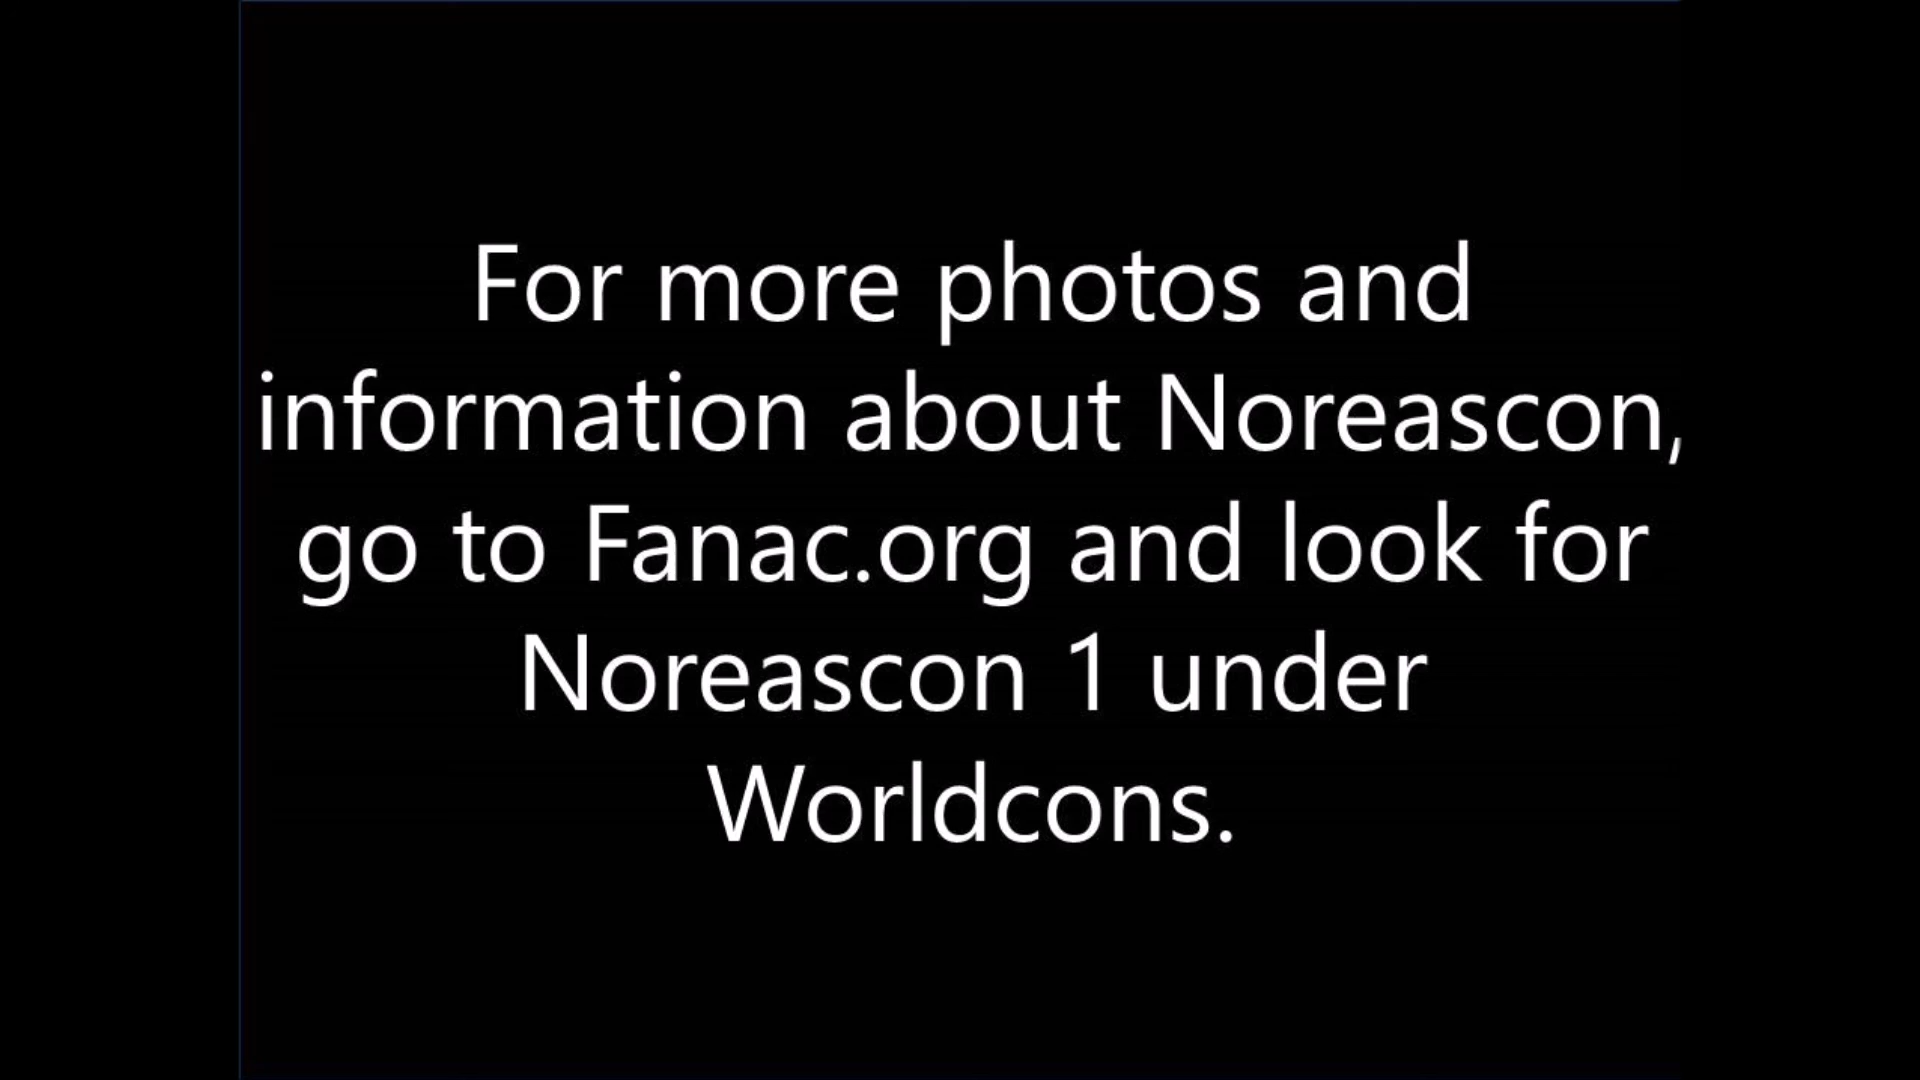 For more photos and
information about Noreascon,
go to Fanac.org and look for
Noreascon 1 under
Worldcons.